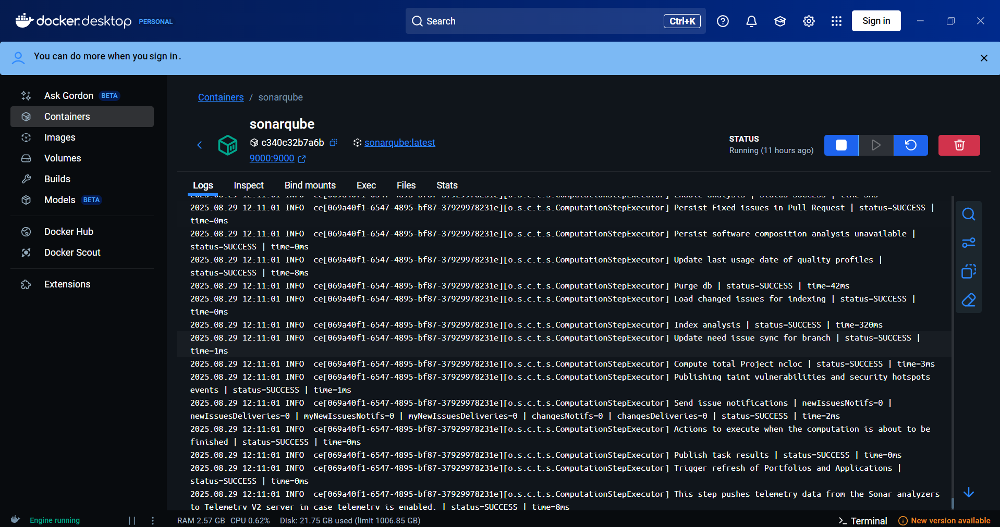 docker.desktop PERSONAL
Search Ctrl+K
Sign in
You can do more when you sign in.
Ask Gordon BETA
Containers
Images
Volumes
Builds
Models BETA
Docker Hub
Docker Scout
Extensions
Containers / sonarqube
sonarqube
c340c32b7a6b sonarqube:latest
9000:9000
STATUS
Running (11 hours ago)
Logs Inspect Bind mounts Exec Files Stats
2025.08.29 12:11:01 INFO ce[069a40f1-6547-4895-bf87-37929978231e][o.s.c.t.s.ComputationStepExecutor] Enable analysis | status=SUCCESS |
2025.08.29 12:11:01 INFO ce[069a40f1-6547-4895-bf87-37929978231e][o.s.c.t.s.ComputationStepExecutor] Persist Fixed issues in Pull Request | status=SUCCESS |
time=0ms
2025.08.29 12:11:01 INFO ce[069a40f1-6547-4895-bf87-37929978231e][o.s.c.t.s.ComputationStepExecutor] Persist software composition analysis unavailable |
status=SUCCESS | time=0ms
2025.08.29 12:11:01 INFO ce[069a40f1-6547-4895-bf87-37929978231e][o.s.c.t.s.ComputationStepExecutor] Update last usage date of quality profiles |
status=SUCCESS | time=8ms
2025.08.29 12:11:01 INFO ce[069a40f1-6547-4895-bf87-37929978231e][o.s.c.t.s.ComputationStepExecutor] Purge db | status=SUCCESS | time=42ms
2025.08.29 12:11:01 INFO ce[069a40f1-6547-4895-bf87-37929978231e][o.s.c.t.s.ComputationStepExecutor] Load changed issues for indexing | status=SUCCESS |
time=0ms
2025.08.29 12:11:01 INFO ce[069a40f1-6547-4895-bf87-37929978231e][o.s.c.t.s.ComputationStepExecutor] Index analysis | status=SUCCESS | time=320ms
2025.08.29 12:11:01 INFO ce[069a40f1-6547-4895-bf87-37929978231e][o.s.c.t.s.ComputationStepExecutor] Update need issue sync for branch | status=SUCCESS |
time=1ms
2025.08.29 12:11:01 INFO ce[069a40f1-6547-4895-bf87-37929978231e][o.s.c.t.s.ComputationStepExecutor] Compute total Project ncloc | status=SUCCESS | time=3ms
2025.08.29 12:11:01 INFO ce[069a40f1-6547-4895-bf87-37929978231e][o.s.c.t.s.ComputationStepExecutor] Publishing taint vulnerabilities and security hotspots
events | status=SUCCESS | time=1ms
2025.08.29 12:11:01 INFO ce[069a40f1-6547-4895-bf87-37929978231e][o.s.c.t.s.ComputationStepExecutor] Send issue notifications | newIssuesNotifs=0 |
newIssuesDeliveries=0 | myNewIssuesNotifs=0 | myNewIssuesDeliveries=0 | changesNotifs=0 | changesDeliveries=0 | status=SUCCESS | time=2ms
2025.08.29 12:11:01 INFO ce[069a40f1-6547-4895-bf87-37929978231e][o.s.c.t.s.ComputationStepExecutor] Actions to execute when the computation is about to be
finished | status=SUCCESS | time=0ms
2025.08.29 12:11:01 INFO ce[069a40f1-6547-4895-bf87-37929978231e][o.s.c.t.s.ComputationStepExecutor] Publish task results | status=SUCCESS | time=0ms
2025.08.29 12:11:01 INFO ce[069a40f1-6547-4895-bf87-37929978231e][o.s.c.t.s.ComputationStepExecutor] Trigger refresh of Portfolios and Applications |
status=SUCCESS | time=0ms
2025.08.29 12:11:01 INFO ce[069a40f1-6547-4895-bf87-37929978231e][o.s.c.t.s.ComputationStepExecutor] This step pushes telemetry data from the Sonar analyzers
to Telemetry V2 server in case telemetry is enabled. | status=SUCCESS | time=8ms
Engine running
RAM 2.57 GB CPU 0.62% Disk: 21.75 GB used (limit 1006.85 GB)
>_ Terminal
New version available